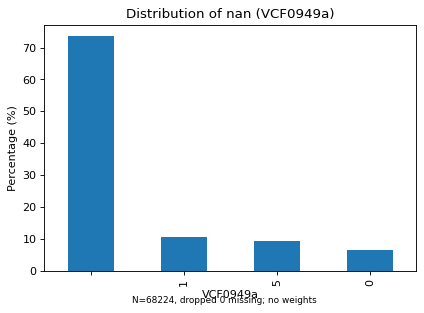 Distribution of nan (VCF0949a)
Percentage (%)
70
60
50
40
30
20
10
0
1
5
0
VCF0949a
N=68224, dropped 0 missing; no weights